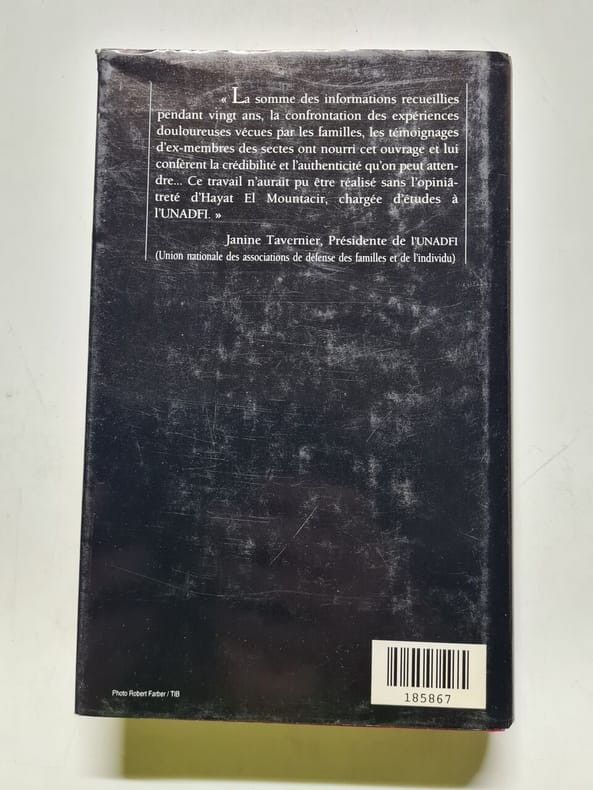 « La somme des informations recueillies
pendant vingt ans, la confrontation des expériences
douloureuses vécues par les familles, les témoignages
d'ex-membres des sectes ont nourri cet ouvrage et lui
confèrent la crédibilité et l'authenticité qu'on peut atten-
dre... Ce travail n'aurait pu être réalisé sans l'opiniâ-
treté d'Hayat El Mountacir, chargée d'études à
l'UNADFI. »
Janine Tavernier, Présidente de l'UNADFI
(Union nationale des associations de défense des familles et de l'individu)
Photo Robert Farber / TIB
185867